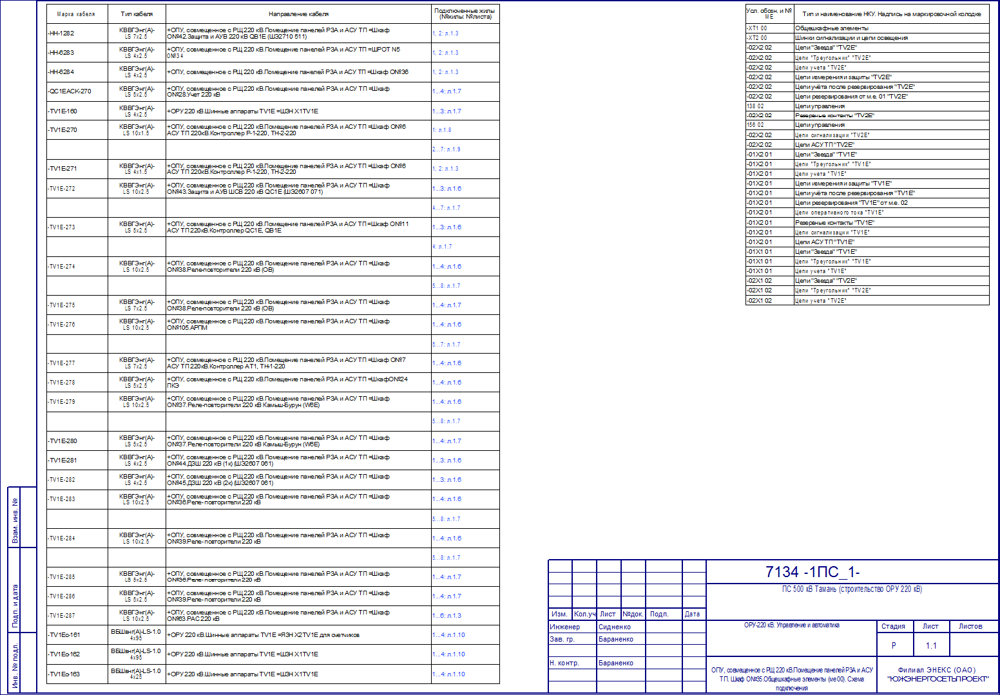 Марка кабеля Тип кабеля Направление кабеля Подключенные жилы
(№жилы: №листа)
-НН-1282 КВВГЭнг(А)- +ОПУ, совмещенное с РЩ 220 кВ.Помещение панелей РЗА и АСУ ТП =Шкаф 1, 2: л.1.3
LS 7x2.5 О№42.Защита и АУВ 220 кВ QB1E (ШЭ2710 511)
-НН-6283 КВВГЭнг(А)- +ОПУ, совмещенное с РЩ 220 кВ.Помещение панелей РЗА и АСУ ТП =ШРОТ N5 1, 2: л.1.3
LS 4x2.5 О№34
-НН-6284 КВВГЭнг(А)- +ОПУ, совмещенное с РЩ 220 кВ.Помещение панелей РЗА и АСУ ТП =Шкаф О№36 1, 2: л.1.3
LS 4x2.5
-QC1EACK-270 КВВГЭнг(А)- +ОПУ, совмещенное с РЩ 220 кВ.Помещение панелей РЗА и АСУ ТП =Шкаф 1...4: л.1.7
LS 5x2.5 О№28.Учет 220 кВ
-TV1E-160 КВВГЭнг(А)- +ОРУ 220 кВ.Шинные аппараты TV1E =ШЗН X1TV1E 1...3: л.1.7
LS 4x2.5
-TV1E-270 КВВГЭнг(А)- +ОПУ, совмещенное с РЩ 220 кВ.Помещение панелей РЗА и АСУ ТП =Шкаф О№6 1: л.1.8
LS 10x1.5 АСУ ТП 220кВ.Контроллер Р-1-220, ТН-2-220
2...7: л.1.9
-TV1E-271 КВВГЭнг(А)- +ОПУ, совмещенное с РЩ 220 кВ.Помещение панелей РЗА и АСУ ТП =Шкаф О№6 1, 2: л.1.3
LS 4x1.5 АСУ ТП 220кВ.Контроллер Р-1-220, ТН-2-220
-TV1E-272 КВВГЭнг(А)- +ОПУ, совмещенное с РЩ 220 кВ.Помещение панелей РЗА и АСУ ТП =Шкаф 1...3: л.1.6
LS 10x2.5 О№43.Защита и АУВ ШСВ 220 кВ QC1E (ШЭ2607 071)
4...7: л.1.7
-TV1E-273 КВВГЭнг(А)- +ОПУ, совмещенное с РЩ 220 кВ.Помещение панелей РЗА и АСУ ТП =Шкаф О№11 1...3: л.1.6
LS 5x2.5 АСУ ТП 220кВ.Контроллер QC1E, QB1E
4: л.1.7
-TV1E-274 КВВГЭнг(А)- +ОПУ, совмещенное с РЩ 220 кВ.Помещение панелей РЗА и АСУ ТП =Шкаф 1...4: л.1.6
LS 10x2.5 О№38.Реле-повторители 220 кВ (ОВ)
5...8: л.1.7
-TV1E-275 КВВГЭнг(А)- +ОПУ, совмещенное с РЩ 220 кВ.Помещение панелей РЗА и АСУ ТП =Шкаф 1...4: л.1.7
LS 7x2.5 О№38.Реле-повторители 220 кВ (ОВ)
-TV1E-276 КВВГЭнг(А)- +ОПУ, совмещенное с РЩ 220 кВ.Помещение панелей РЗА и АСУ ТП =Шкаф 1...4: л.1.6
LS 10x2.5 О№105.АРПМ
5...7: л.1.7
-TV1E-277 КВВГЭнг(А)- +ОПУ, совмещенное с РЩ 220 кВ.Помещение панелей РЗА и АСУ ТП =Шкаф О№7 1...4: л.1.6
LS 7x2.5 АСУ ТП 220кВ.Контроллер АТ1, ТН-1-220
-TV1E-278 КВВГЭнг(А)- +ОПУ, совмещенное с РЩ 220 кВ.Помещение панелей РЗА и АСУ ТП =ШкафО№24 1...4: л.1.6
LS 5x2.5 ПКЭ
-TV1E-279 КВВГЭнг(А)- +ОПУ, совмещенное с РЩ 220 кВ.Помещение панелей РЗА и АСУ ТП =Шкаф 1...4: л.1.6
LS 10x2.5 О№37.Реле-повторители 220 кВ Камыш-Бурун (W6E)
5...8: л.1.7
-TV1E-280 КВВГЭнг(А)- +ОПУ, совмещенное с РЩ 220 кВ.Помещение панелей РЗА и АСУ ТП =Шкаф 1...4: л.1.7
LS 5x2.5 О№37.Реле-повторители 220 кВ Камыш-Бурун (W6E)
-TV1E-281 КВВГЭнг(А)- +ОПУ, совмещенное с РЩ 220 кВ.Помещение панелей РЗА и АСУ ТП =Шкаф 1...3: л.1.6
LS 4x2.5 О№44.ДЗШ 220 кВ (1к) (ШЭ2607 061)
-TV1E-282 КВВГЭнг(А)- +ОПУ, совмещенное с РЩ 220 кВ.Помещение панелей РЗА и АСУ ТП =Шкаф 1...3: л.1.6
LS 4x2.5 О№45.ДЗШ 220 кВ (2к) (ШЭ2607 061)
-TV1E-283 КВВГЭнг(А)- +ОПУ, совмещенное с РЩ 220 кВ.Помещение панелей РЗА и АСУ ТП =Шкаф 1...4: л.1.6
LS 10x2.5 О№36.Реле- повторители 220 кВ
5...8: л.1.7
-TV1E-284 КВВГЭнг(А)- +ОПУ, совмещенное с РЩ 220 кВ.Помещение панелей РЗА и АСУ ТП =Шкаф 1...4: л.1.6
LS 10x2.5 О№39.Реле- повторители 220 кВ
5...8: л.1.7
-TV1E-285 КВВГЭнг(А)- +ОПУ, совмещенное с РЩ 220 кВ.Помещение панелей РЗА и АСУ ТП =Шкаф 1...4: л.1.7
LS 5x2.5 О№36.Реле- повторители 220 кВ
-TV1E-286 КВВГЭнг(А)- +ОПУ, совмещенное с РЩ 220 кВ.Помещение панелей РЗА и АСУ ТП =Шкаф 1...4: л.1.7
LS 5x2.5 О№39.Реле- повторители 220 кВ
-TV1E-287 КВВГЭнг(А)- +ОПУ, совмещенное с РЩ 220 кВ.Помещение панелей РЗА и АСУ ТП =Шкаф 1...6: л.1.3
LS 10x2.5 О№63.РАС 220 кВ
-TV1Ec-161 ВБШвнг(А)-LS-1.0 +ОРУ 220 кВ.Шинные аппараты TV1E =ЯЗН X2TV1E для счетчиков 1...4: л.1.10
4x95
-TV1Ec-162 ВБШвнг(А)-LS-1.0 +ОРУ 220 кВ.Шинные аппараты TV1E =ШЗН X1TV1E 1...4: л.1.10
4x95
-TV1Ec-163 ВБШвнг(А)-LS-1.0 +ОРУ 220 кВ.Шинные аппараты TV1E =ШЗН X1TV1E 1...4: л.1.10
4x25
Усл. обозн. и № МЕ Тип и наименование НКУ. Надпись на маркировочной колодке
-XT1 00 Общешкафные элементы
-XT2 00 Шинки сигнализации и цепи освещения
-02X2 02 Цепи "Звезда" "TV2E"
-02X2 02 Цепи "Треугольник" "TV2E"
-02X2 02 Цепи учета "TV2E"
-02X2 02 Цепи измерения и защиты "TV2E"
-02X2 02 Цепи учёта после резервирования "TV2E"
-02X2 02 Цепи резервирования от м.е. 01 "TV2E"
138 02 Цепи управления
-02X2 02 Резервные контакты "TV2E"
156 02 Цепи управления
-02X2 02 Цепи сигнализации "TV2E"
-02X2 02 Цепи АСУ ТП "TV2E"
-01X2 01 Цепи "Звезда" "TV1E"
-01X2 01 Цепи "Треугольник" "TV1E"
-01X2 01 Цепи учета "TV1E"
-01X2 01 Цепи измерения и защиты "TV1E"
-01X2 01 Цепи учёта после резервирования "TV1E"
-01X2 01 Цепи резервирования "TV1E" от м.е. 02
-01X2 01 Цепи оперативного тока "TV1E"
-01X2 01 Резервные контакты "TV1E"
-01X2 01 Цепи сигнализации "TV1E"
-01X2 01 Цепи АСУ ТП "TV1E"
-01X1 01 Цепи "Звезда" "TV1E"
-01X1 01 Цепи "Треугольник" "TV1E"
-01X1 01 Цепи учета "TV1E"
-02X1 02 Цепи "Звезда" "TV2E"
-02X1 02 Цепи "Треугольник" "TV2E"
-02X1 02 Цепи учета "TV2E"
Взам. инв. №
Подп. и дата
Инв. № подл.
7134 -1ПС_1-
ПС 500 кВ Тамань (строительство ОРУ 220 кВ)
Изм. Кол.уч Лист №док. Подп. Дата
Инженер Сидненко
Зав. гр. Бараненко
Н. контр. Бараненко
ОРУ-220 кВ. Управление и автоматика
Стадия Лист Листов
Р 1.1
ОПУ, совмещенное с РЩ 220 кВ.Помещение панелей РЗА и АСУ
ТП. Шкаф О№35.Общешкафные элементы (ме 00). Схема
подключения
Филиал ЭНЕКС (ОАО)
"ЮЖЭНЕРГОСЕТЬПРОЕКТ"